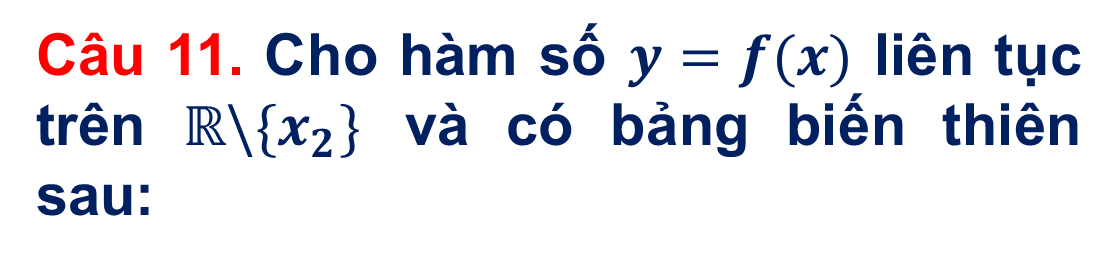 Câu 11. Cho hàm số y = f(x) liên tục
trên ℝ\{x₂} và có bảng biến thiên
sau: